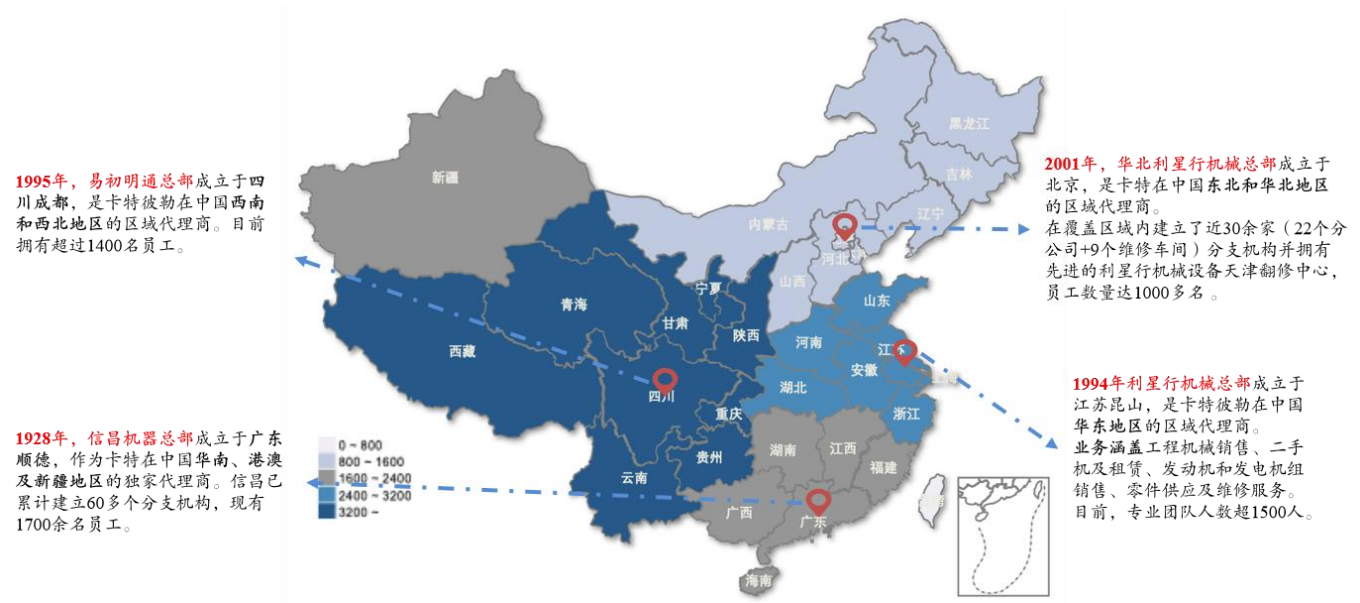 1995年，易初明通总部成立于四
川成都，是卡特彼勒在中国西南
和西北地区的区域代理商。目前
拥有超过1400名员工。
1928年，信昌机器总部成立于广东
顺德，作为卡特在中国华南、港澳
及新疆地区的独家代理商。信昌已
累计建立60多个分支机构，现有
1700余名员工。
黑龙江
吉林
辽宁
新疆
内蒙古
河北
山西
宁夏
山东
青海
甘肃
陕西
河南
西藏
安徽
四川
湖北
重庆
浙江
湖南
江西
贵州
福建
云南
广西
广东
海南
0 ~ 800
800 ~ 1600
1600 ~ 2400
2400 ~ 3200
3200 ~
2001年，华北利星行机械总部成立于
北京，是卡特在中国东北和华北地区
的区域代理商。
在覆盖区域内建立了近30余家（22个分
公司+9个维修车间）分支机构并拥有
先进的利星行机械设备天津翻修中心，
员工数量达1000多名 。
1994年利星行机械总部成立于
江苏昆山，是卡特彼勒在中国
华东地区的区域代理商。
业务涵盖工程机械销售、二手
机及租赁、发动机和发电机组
销售、零件供应及维修服务。
目前，专业团队人数超1500人。